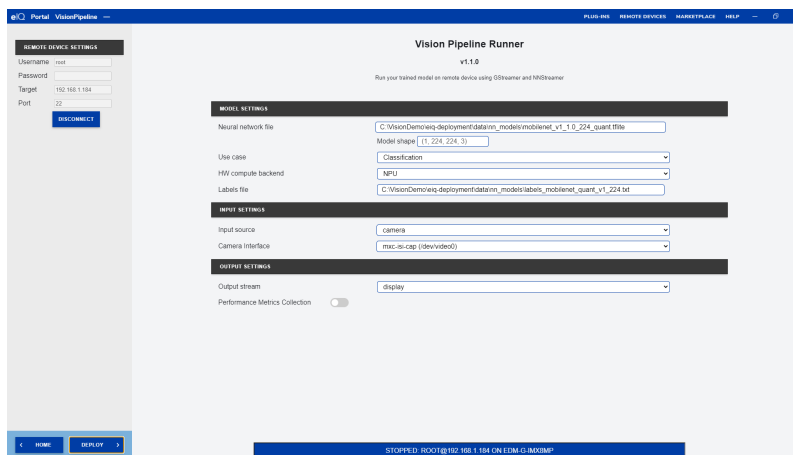 eIQ Portal VisionPipeline —
PLUG-INS REMOTE DEVICES MARKETPLACE HELP
REMOTE DEVICE SETTINGS
Username root
Password
Target 192.168.1.184
Port 22
DISCONNECT
Vision Pipeline Runner
v1.1.0
Run your trained model on remote device using GStreamer and NNStreamer
MODEL SETTINGS
Neural network file C:\VisionDemo\eiq-deployment\data\nn_models\mobilenet_v1_1.0_224_quant.tflite
Model shape (1, 224, 224, 3)
Use case Classification
HW compute backend NPU
Labels file C:\VisionDemo\eiq-deployment\data\nn_models\labels_mobilenet_quant_v1_224.txt
INPUT SETTINGS
Input source camera
Camera Interface mxc-isi-cap (/dev/video0)
OUTPUT SETTINGS
Output stream display
Performance Metrics Collection
< HOME
DEPLOY >
STOPPED: ROOT@192.168.1.184 ON EDM-G-IMX8MP